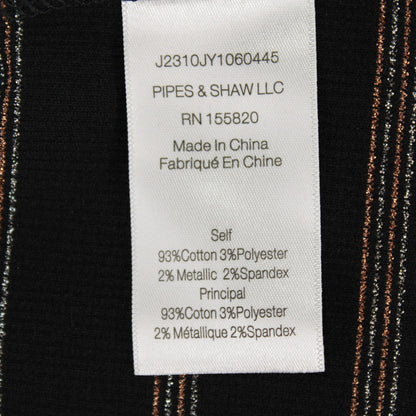 J2310JY1060445
PIPES & SHAW LLC
RN 155820
Made In China
Fabriqué En Chine
Self
93%Cotton 3%Polyester
2% Metallic 2%Spandex
Principal
93%Coton 3%Polyester
2% Métallique 2%Spandex